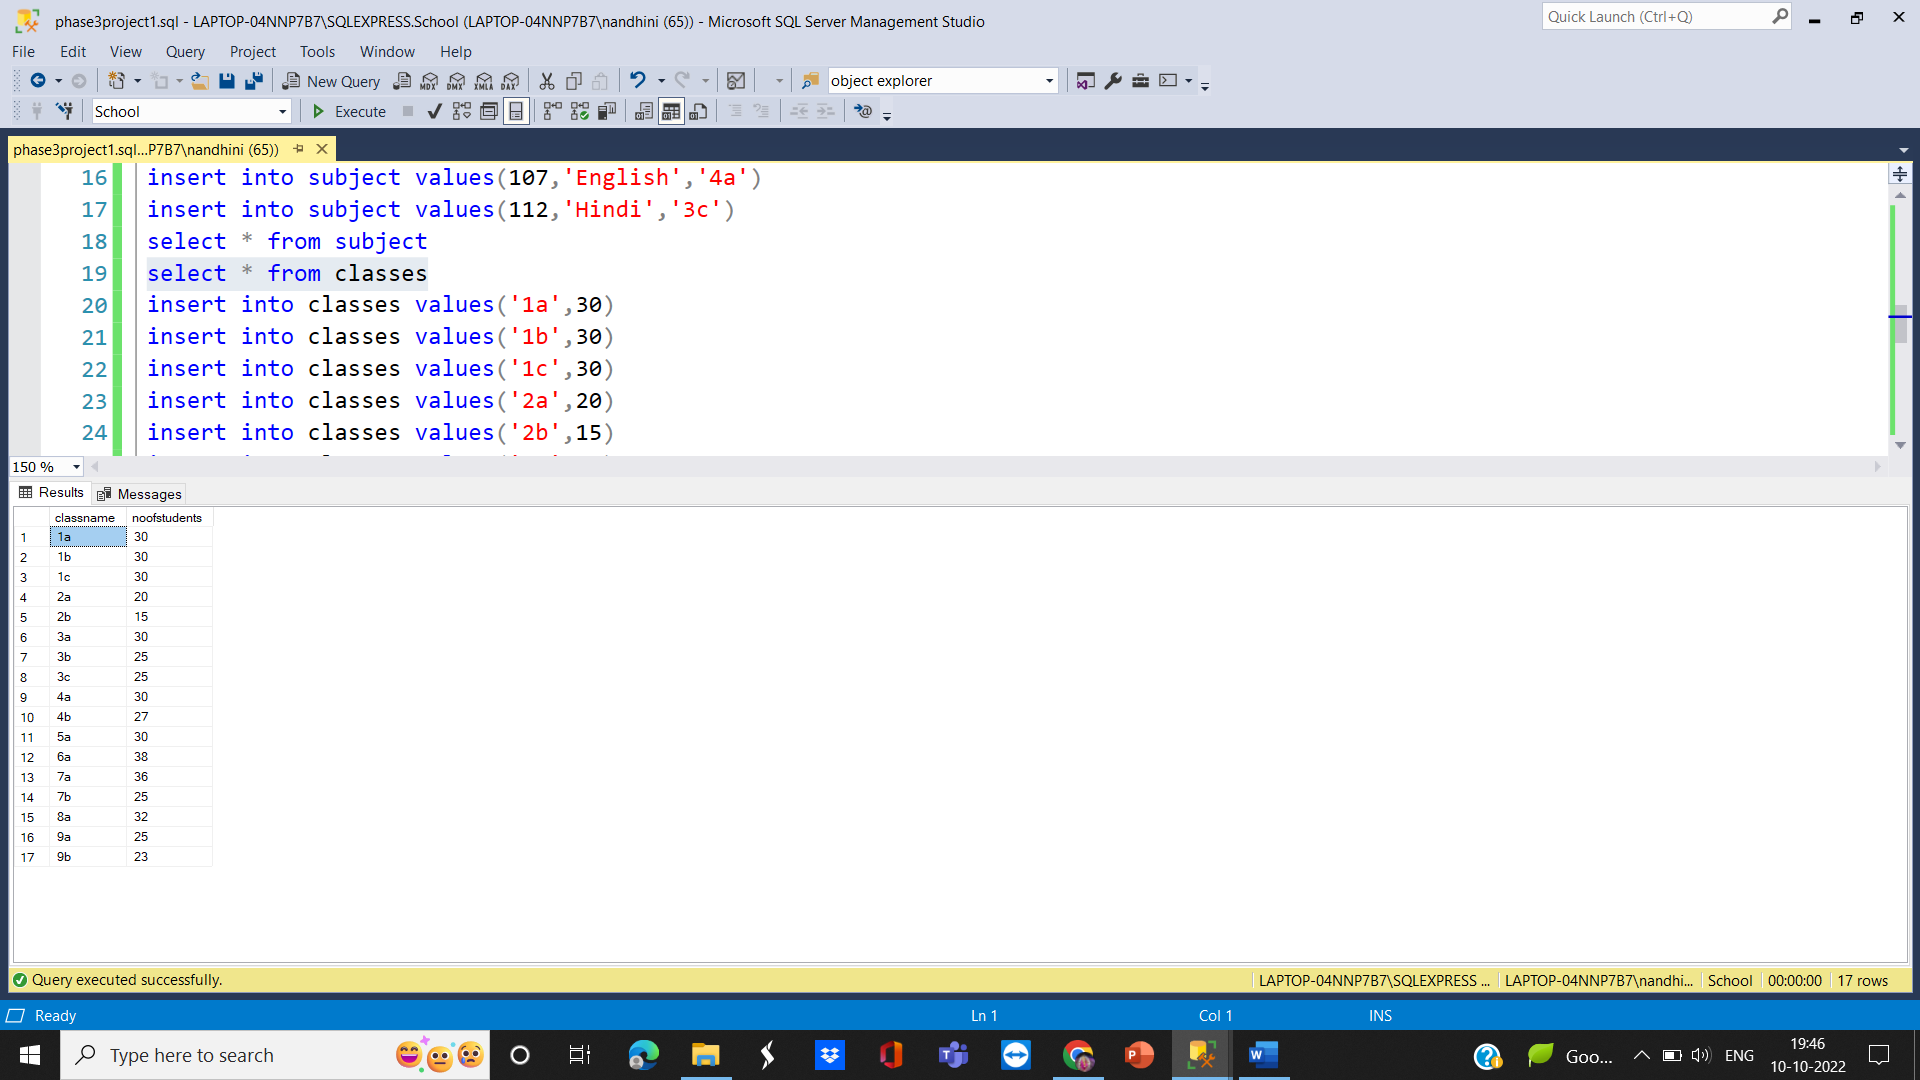 phase3project1.sql - LAPTOP-04NNP7B7\SQLEXPRESS.School (LAPTOP-04NNP7B7\nandhini (65)) - Microsoft SQL Server Management Studio
Quick Launch (Ctrl+Q)
File Edit View Query Project Tools Window Help
New Query MDX DMX XMLA DAX object explorer
School Execute
phase3project1.sql...P7B7\nandhini (65))
16 insert into subject values(107,'English','4a')
17 insert into subject values(112,'Hindi','3c')
18 select * from subject
19 select * from classes
20 insert into classes values('1a',30)
21 insert into classes values('1b',30)
22 insert into classes values('1c',30)
23 insert into classes values('2a',20)
24 insert into classes values('2b',15)
150 %
Results Messages
classname noofstudents
1 1a 30
2 1b 30
3 1c 30
4 2a 20
5 2b 15
6 3a 30
7 3b 25
8 3c 25
9 4a 30
10 4b 27
11 5a 30
12 6a 38
13 7a 36
14 7b 25
15 8a 32
16 9a 25
17 9b 23
Query executed successfully. LAPTOP-04NNP7B7\SQLEXPRESS ... LAPTOP-04NNP7B7\nandhi... School 00:00:00 17 rows
Ready Ln 1 Col 1 INS
Type here to search Goo... ENG 19:46
10-10-2022